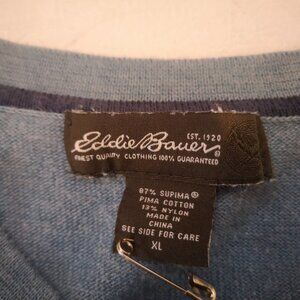 EST. 1920
Eddie Bauer
FINEST QUALITY CLOTHING 100% GUARANTEED
87% SUPIMA®
PIMA COTTON
13% NYLON
MADE IN
CHINA
SEE SIDE FOR CARE
XL